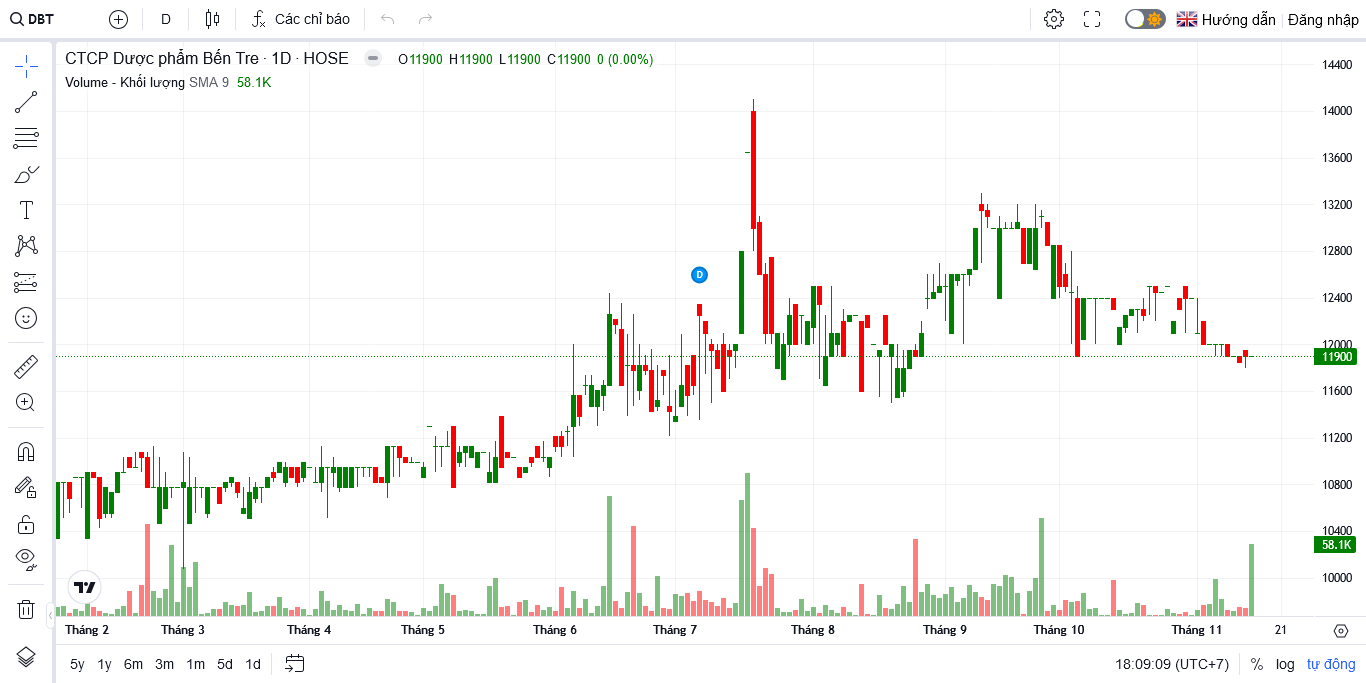 DBT D Các chỉ báo Hướng dẫn Đăng nhập
CTCP Dược phẩm Bến Tre · 1D · HOSE O11900 H11900 L11900 C11900 0 (0.00%)
Volume - Khối lượng SMA 9 58.1K
14400
14000
13600
13200
12800
D
12400
12000
11900
11600
11200
10800
10400
58.1K
10000
Tháng 2 Tháng 3 Tháng 4 Tháng 5 Tháng 6 Tháng 7 Tháng 8 Tháng 9 Tháng 10 Tháng 11 21
5y 1y 6m 3m 1m 5d 1d 18:09:09 (UTC+7) % log tự động